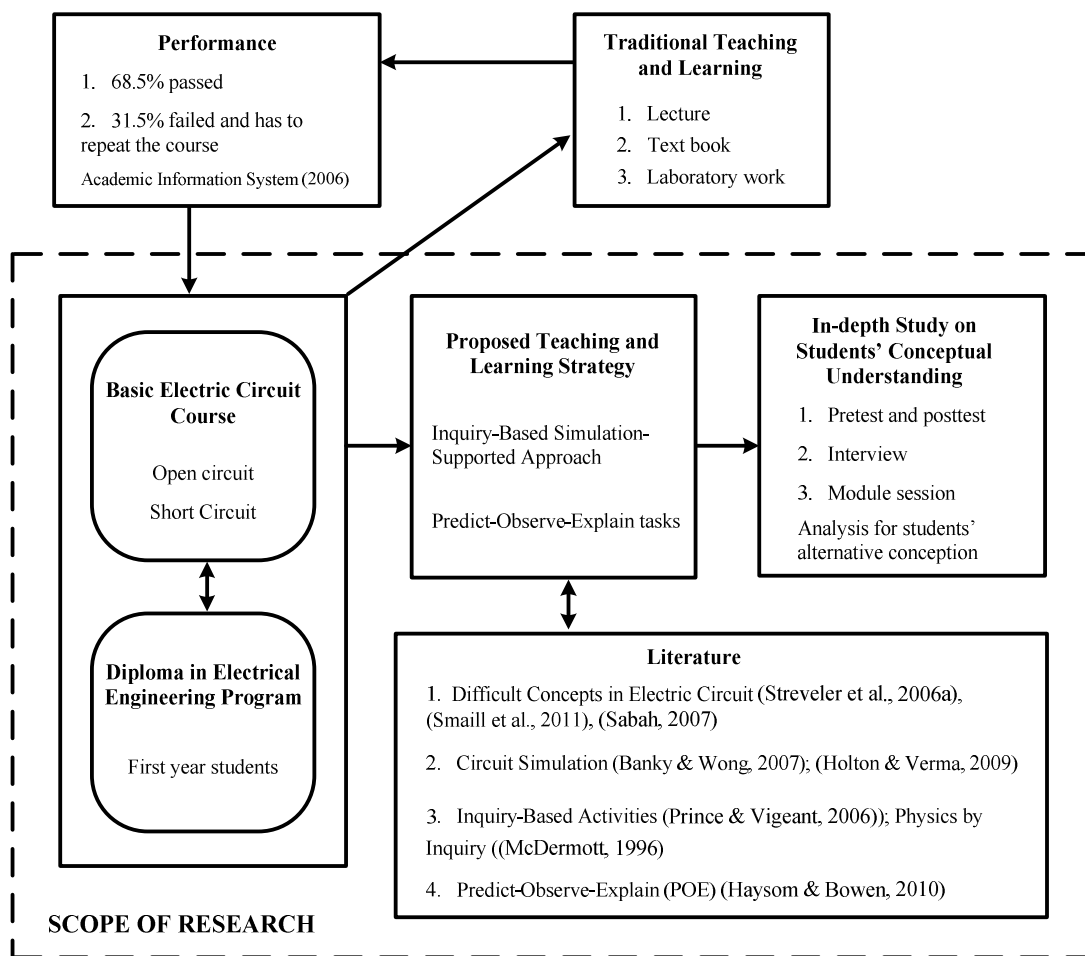 Performance
1. 68.5% passed
2. 31.5% failed and has to
repeat the course
Academic Information System (2006)
Traditional Teaching
and Learning
1. Lecture
2. Text book
3. Laboratory work
Basic Electric Circuit
Course
Open circuit
Short Circuit
Diploma in Electrical
Engineering Program
First year students
Proposed Teaching and
Learning Strategy
Inquiry-Based Simulation-
Supported Approach
Predict-Observe-Explain tasks
In-depth Study on
Students’ Conceptual
Understanding
1. Pretest and posttest
2. Interview
3. Module session
Analysis for students’
alternative conception
Literature
1. Difficult Concepts in Electric Circuit (Streveler et al., 2006a),
(Smaill et al., 2011), (Sabah, 2007)
2. Circuit Simulation (Banky & Wong, 2007); (Holton & Verma, 2009)
3. Inquiry-Based Activities (Prince & Vigeant, 2006)); Physics by
Inquiry ((McDermott, 1996)
4. Predict-Observe-Explain (POE) (Haysom & Bowen, 2010)
SCOPE OF RESEARCH